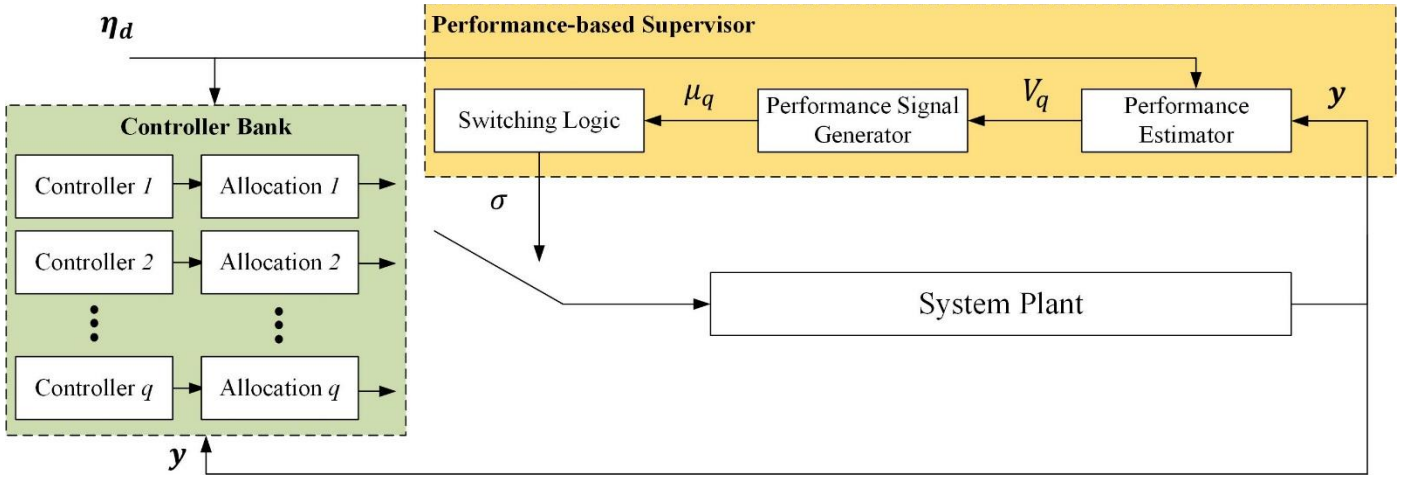 η_d
Performance-based Supervisor
Switching Logic
μ_q
Performance Signal
Generator
V_q
Performance
Estimator
y
Controller Bank
Controller 1
Allocation 1
Controller 2
Allocation 2
Controller q
Allocation q
σ
System Plant
y